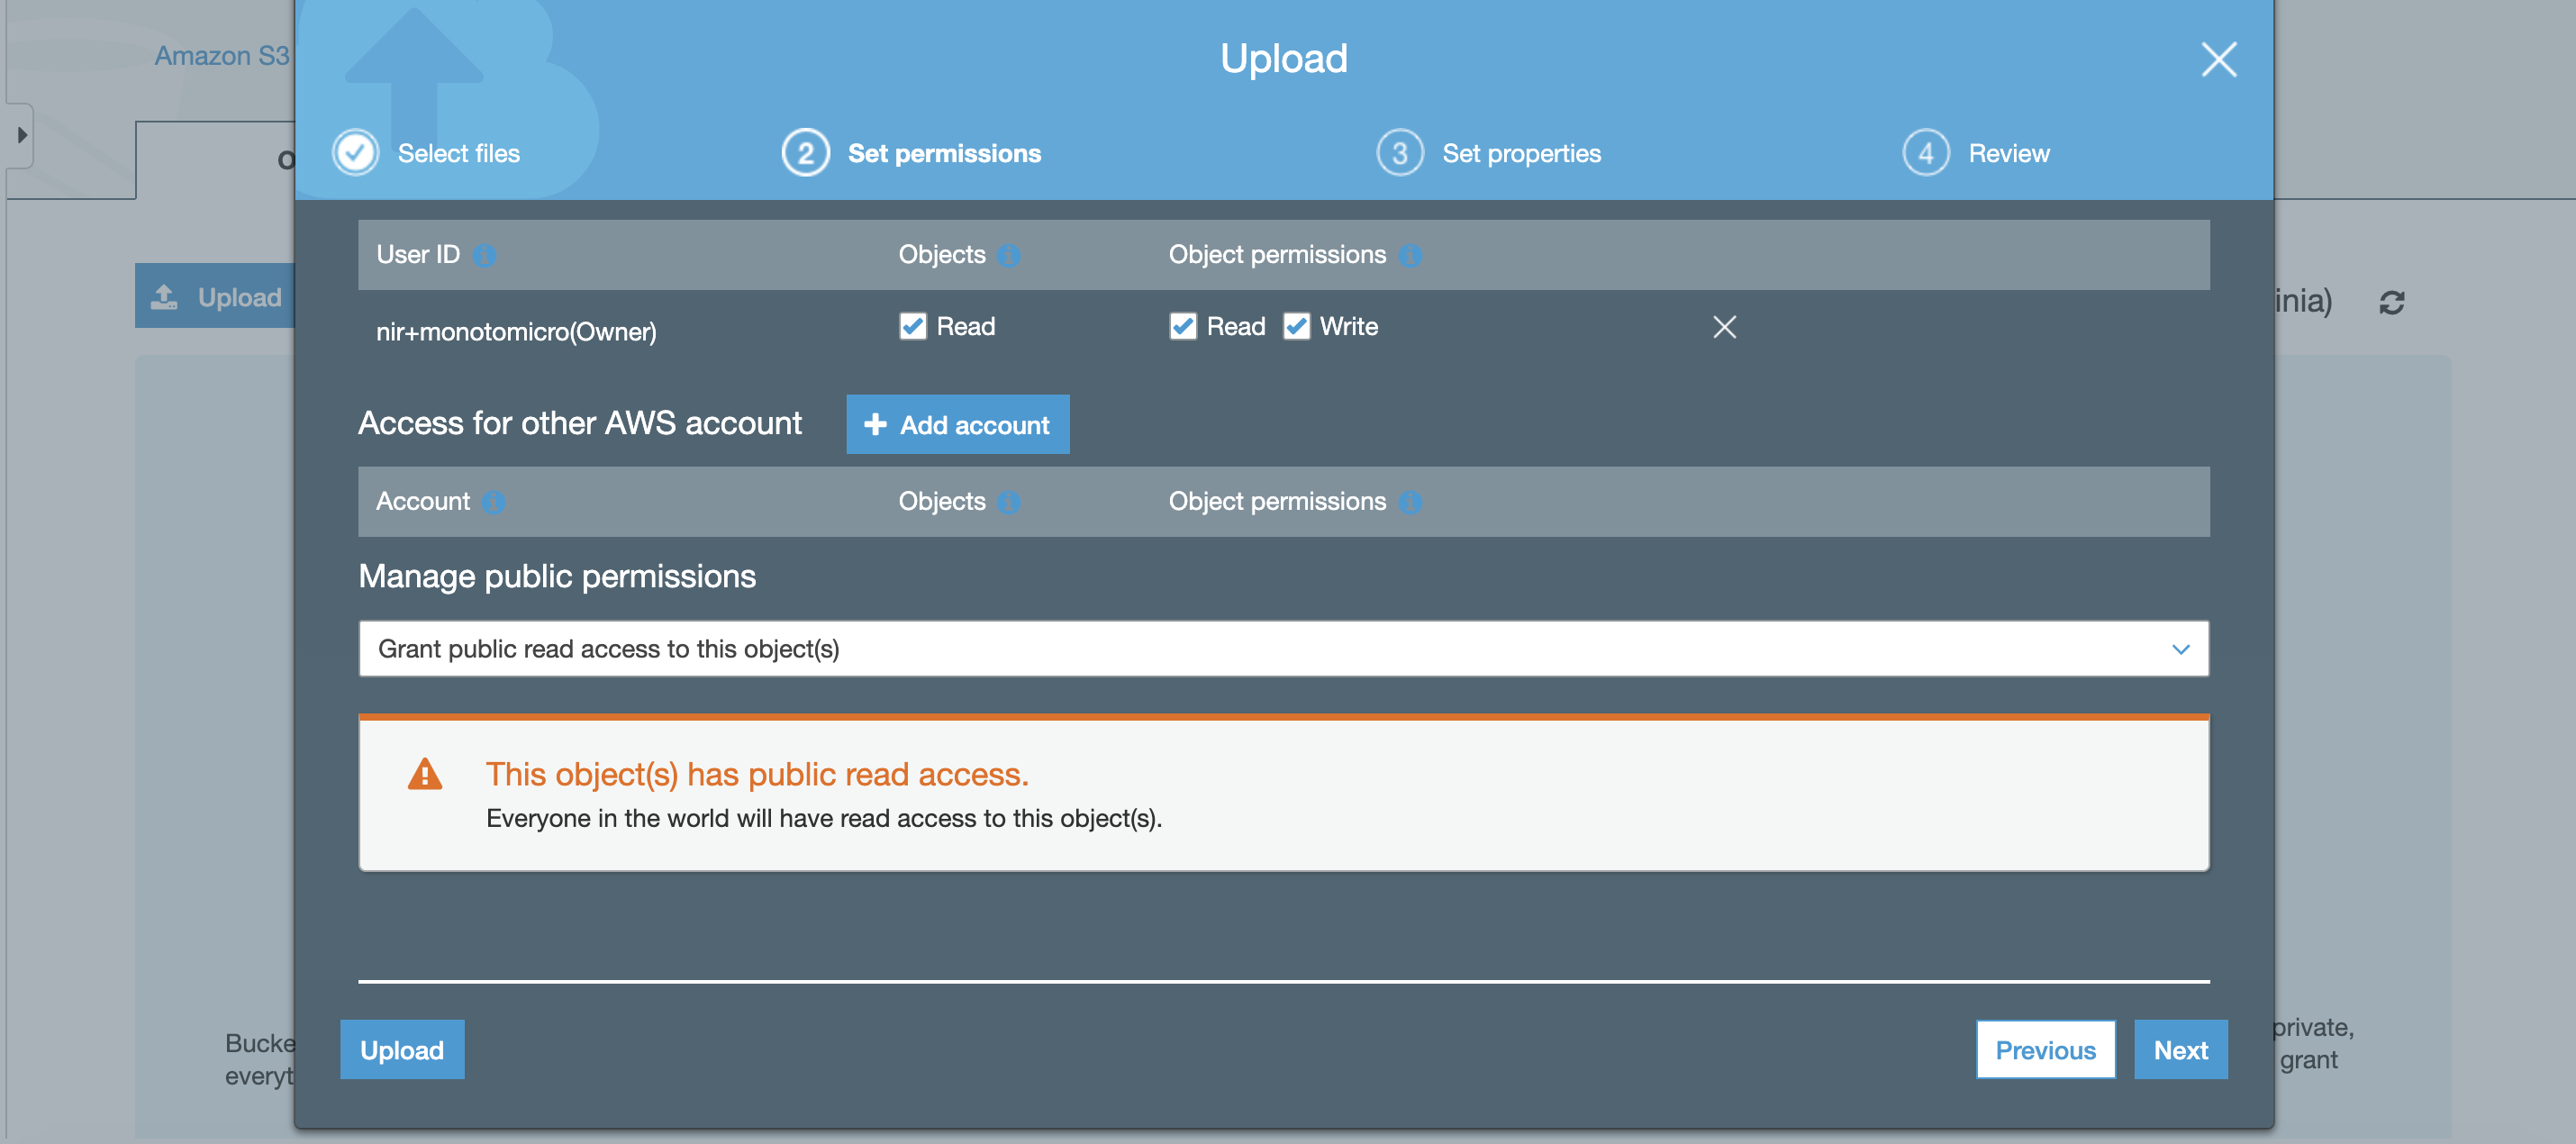 Amazon S3
Upload
Select files
2 Set permissions
3 Set properties
4 Review
Upload
User ID Objects Object permissions
nir+monotomicro(Owner) Read Read Write
Access for other AWS account Add account
Account Objects Object permissions
Manage public permissions
Grant public read access to this object(s)
This object(s) has public read access.
Everyone in the world will have read access to this object(s).
Upload Previous Next
private,
grant